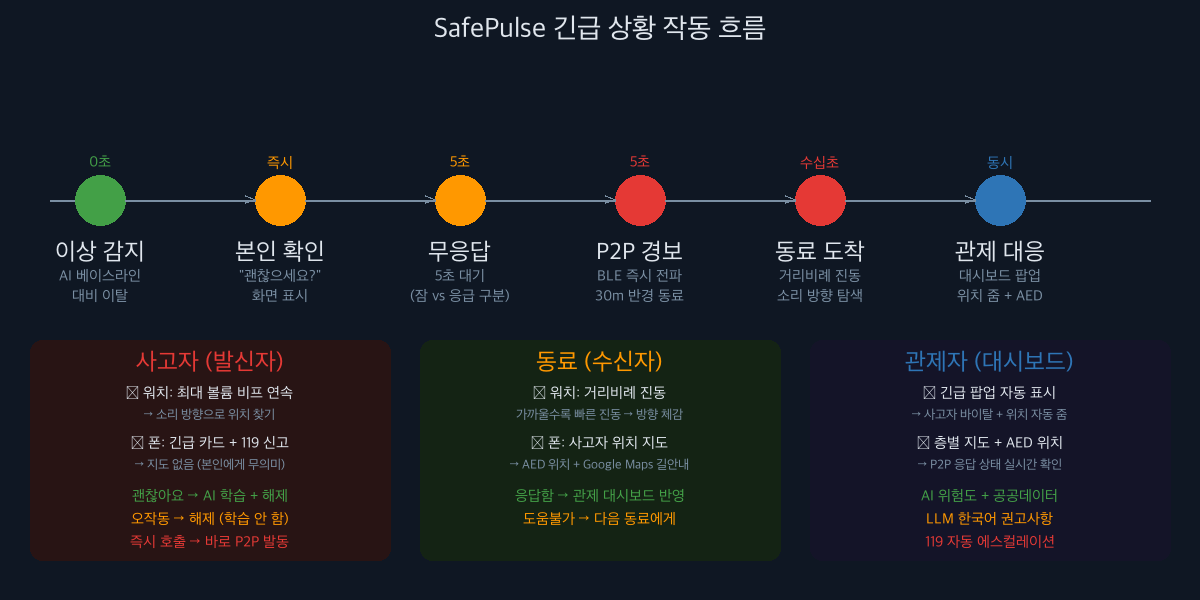 SafePulse 긴급 상황 작동 흐름
0초
즉시
5초
5초
수십초
동시
이상 감지
본인 확인
무응답
P2P 경보
동료 도착
관제 대응
AI 베이스라인
대비 이탈
"괜찮으세요?"
화면 표시
5초 대기
(잠 vs 응급 구분)
BLE 즉시 전파
30m 반경 동료
거리비례 진동
소리 방향 탐색
대시보드 팝업
위치 줌 + AED
사고자 (발신자)
워치: 최대 볼륨 비프 연속
→ 소리 방향으로 위치 찾기
폰: 긴급 카드 + 119 신고
→ 지도 없음 (본인에게 무의미)
괜찮아요 → AI 학습 + 해제
오작동 → 해제 (학습 안 함)
즉시 호출 → 바로 P2P 발동
동료 (수신자)
워치: 거리비례 진동
가까울수록 빠른 진동 → 방향 체감
폰: 사고자 위치 지도
→ AED 위치 + Google Maps 길안내
응답함 → 관제 대시보드 반영
도움불가 → 다음 동료에게
관제자 (대시보드)
긴급 팝업 자동 표시
→ 사고자 바이탈 + 위치 자동 줌
층별 지도 + AED 위치
→ P2P 응답 상태 실시간 확인
AI 위험도 + 공공데이터
LLM 한국어 권고사항
119 자동 에스컬레이션